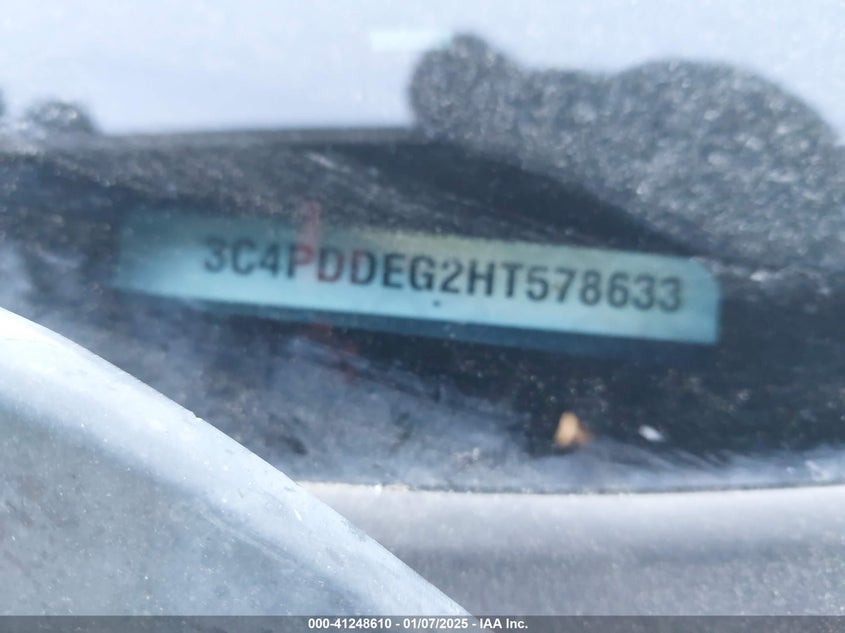 3C4PDDEG2HT578633
000-41248610 - 01/07/2025 - IAA Inc.